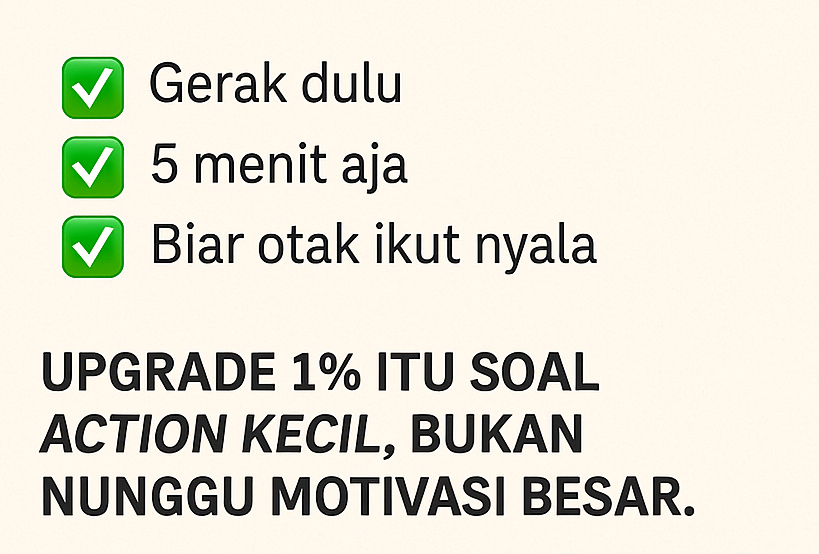 ✅ Gerak dulu
✅ 5 menit aja
✅ Biar otak ikut nyala
UPGRADE 1% ITU SOAL
ACTION KECIL, BUKAN
NUNGGU MOTIVASI BESAR.